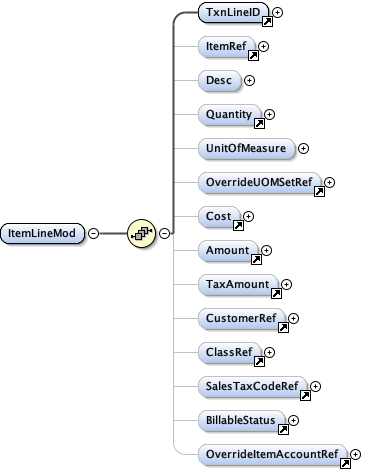 TxnLineID
ItemRef
Desc
Quantity
UnitOfMeasure
OverrideUOMSetRef
ItemLineMod
Cost
Amount
TaxAmount
CustomerRef
ClassRef
SalesTaxCodeRef
BillableStatus
OverrideItemAccountRef